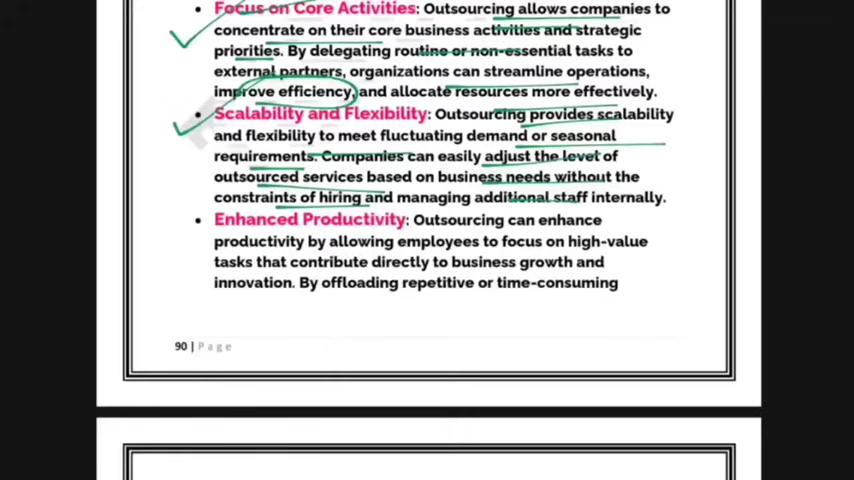 • Focus on Core Activities: Outsourcing allows companies to
concentrate on their core business activities and strategic
priorities. By delegating routine or non-essential tasks to
external partners, organizations can streamline operations,
improve efficiency, and allocate resources more effectively.
• Scalability and Flexibility: Outsourcing provides scalability
and flexibility to meet fluctuating demand or seasonal
requirements. Companies can easily adjust the level of
outsourced services based on business needs without the
constraints of hiring and managing additional staff internally.
• Enhanced Productivity: Outsourcing can enhance
productivity by allowing employees to focus on high-value
tasks that contribute directly to business growth and
innovation. By offloading repetitive or time-consuming
90 | Page